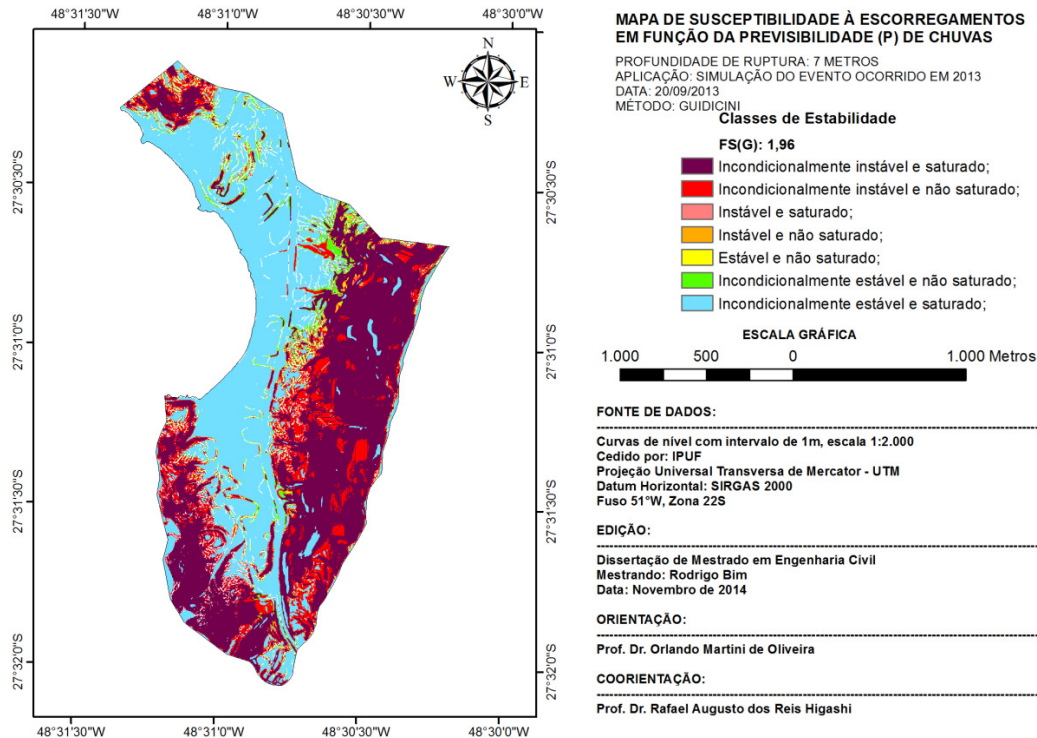 48°31'30"W 48°31'0"W 48°30'30"W 48°30'0"W
N
W E
S
27°30'30"S 27°30'30"S
27°31'0"S 27°31'0"S
27°31'30"S 27°31'30"S
27°32'0"S 27°32'0"S
48°31'30"W 48°31'0"W 48°30'30"W 48°30'0"W
MAPA DE SUSCEPTIBILIDADE À ESCORREGAMENTOS
EM FUNÇÃO DA PREVISIBILIDADE (P) DE CHUVAS
PROFUNDIDADE DE RUPTURA: 7 METROS
APLICAÇÃO: SIMULAÇÃO DO EVENTO OCORRIDO EM 2013
DATA: 20/09/2013
MÉTODO: GUIDICINI
Classes de Estabilidade
FS(G): 1,96
Incondicionalmente instável e saturado;
Incondicionalmente instável e não saturado;
Instável e saturado;
Instável e não saturado;
Estável e não saturado;
Incondicionalmente estável e não saturado;
Incondicionalmente estável e saturado;
ESCALA GRÁFICA
1.000 500 0 1.000 Metros
FONTE DE DADOS:
Curvas de nível com intervalo de 1m, escala 1:2.000
Cedido por: IPUF
Projeção Universal Transversa de Mercator - UTM
Datum Horizontal: SIRGAS 2000
Fuso 51°W, Zona 22S
EDIÇÃO:
Dissertação de Mestrado em Engenharia Civil
Mestrando: Rodrigo Bim
Data: Novembro de 2014
ORIENTAÇÃO:
Prof. Dr. Orlando Martini de Oliveira
COORIENTAÇÃO:
Prof. Dr. Rafael Augusto dos Reis Higashi